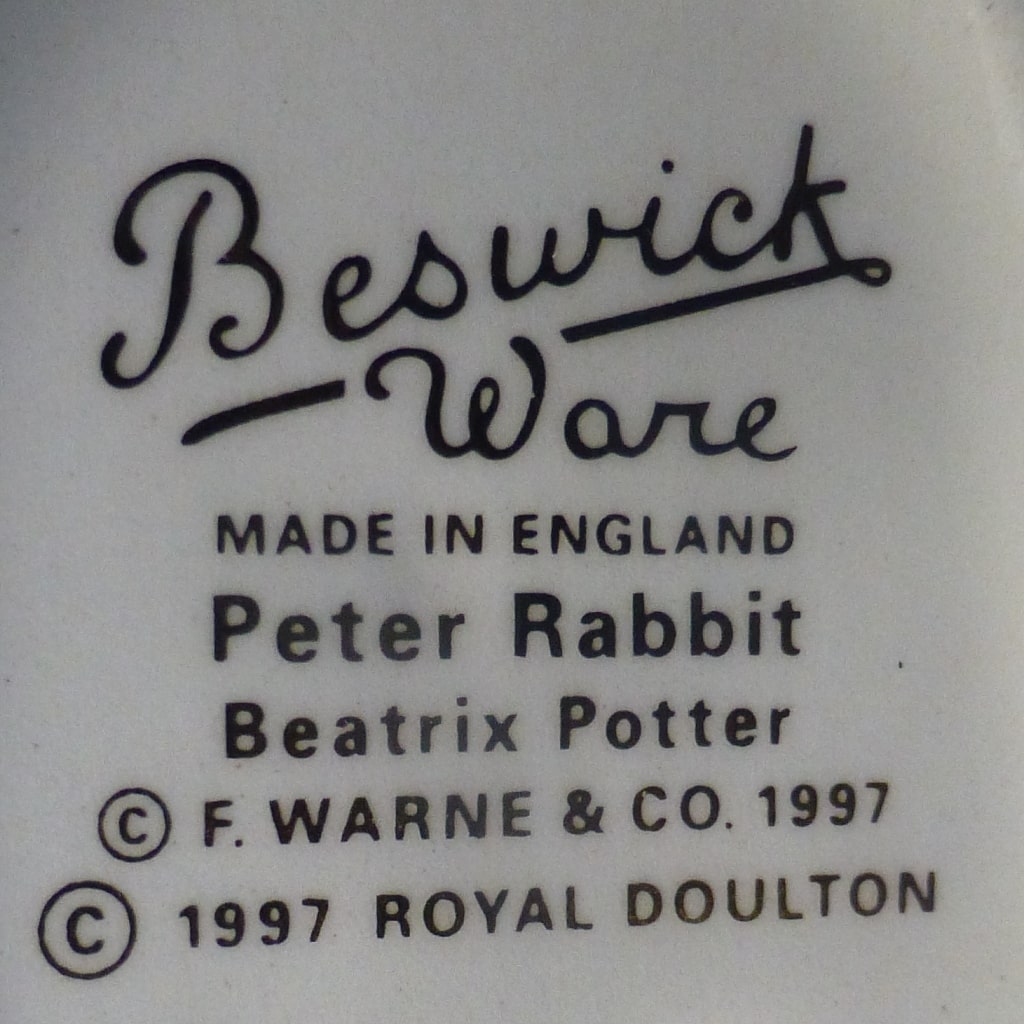 Beswick
Ware
MADE IN ENGLAND
Peter Rabbit
Beatrix Potter
© F. WARNE & CO. 1997
© 1997 ROYAL DOULTON